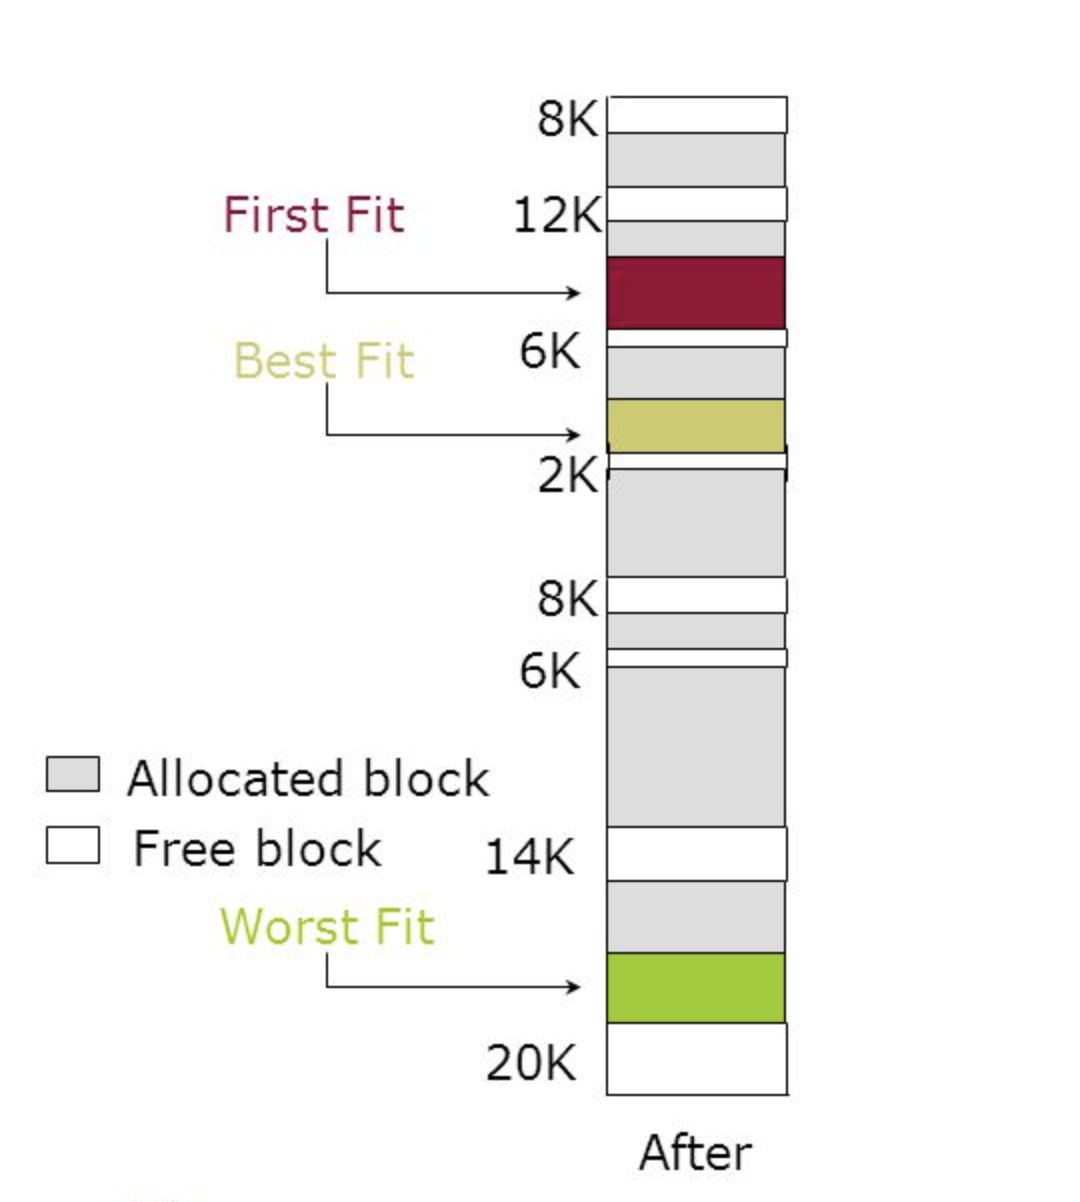 8K
First Fit
12K
Best Fit
6K
2K
8K
6K
Allocated block
Free block
14K
Worst Fit
20K
After